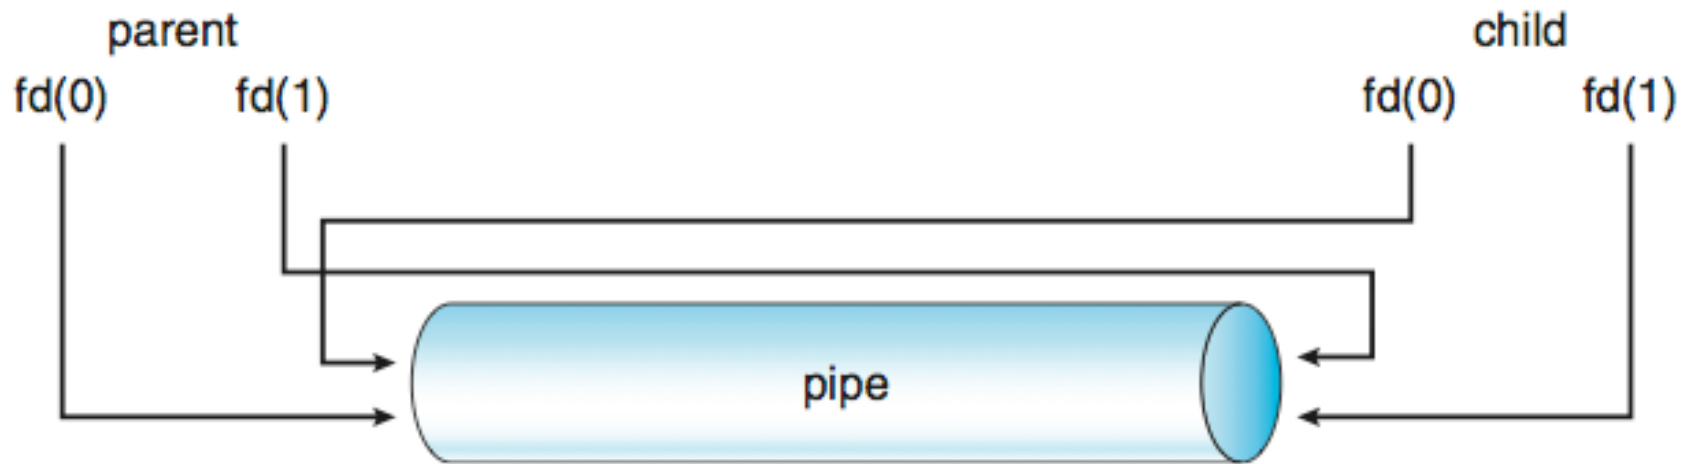 parent child
fd(0) fd(1) fd(0) fd(1)
pipe